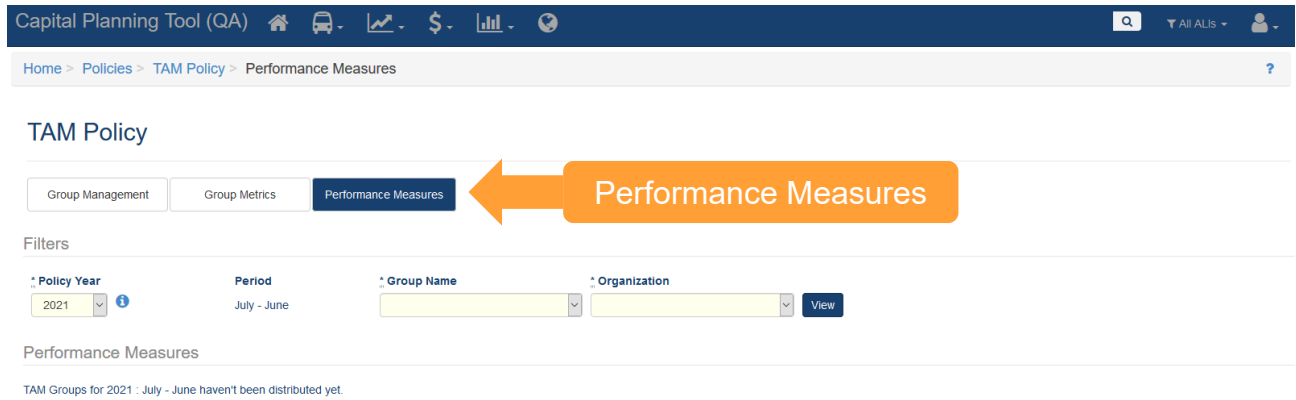 Capital Planning Tool (QA)
All ALIs
Home > Policies > TAM Policy > Performance Measures
?
TAM Policy
Group Management
Group Metrics
Performance Measures
Performance Measures
Filters
* Policy Year
Period
* Group Name
* Organization
2021
July - June
View
Performance Measures
TAM Groups for 2021 : July - June haven't been distributed yet.